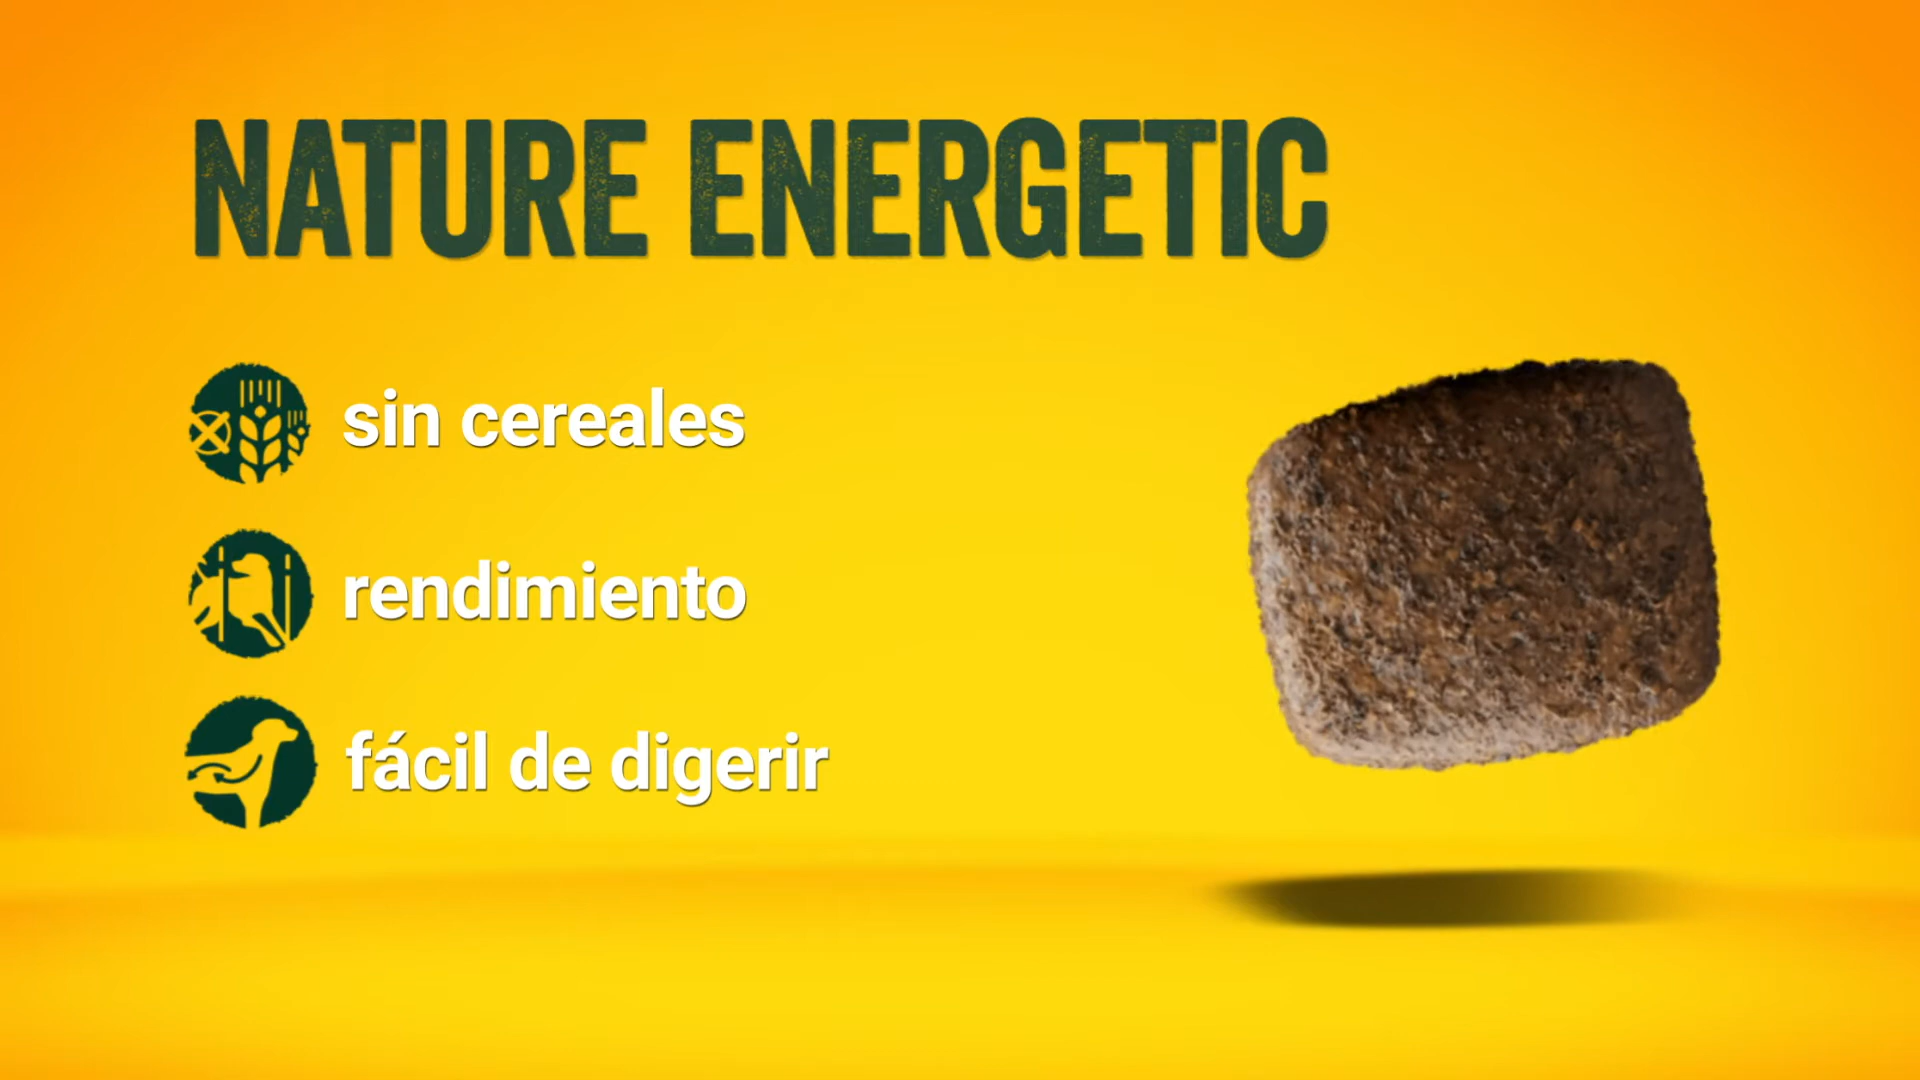 NATURE ENERGETIC
sin cereales
rendimiento
fácil de digerir